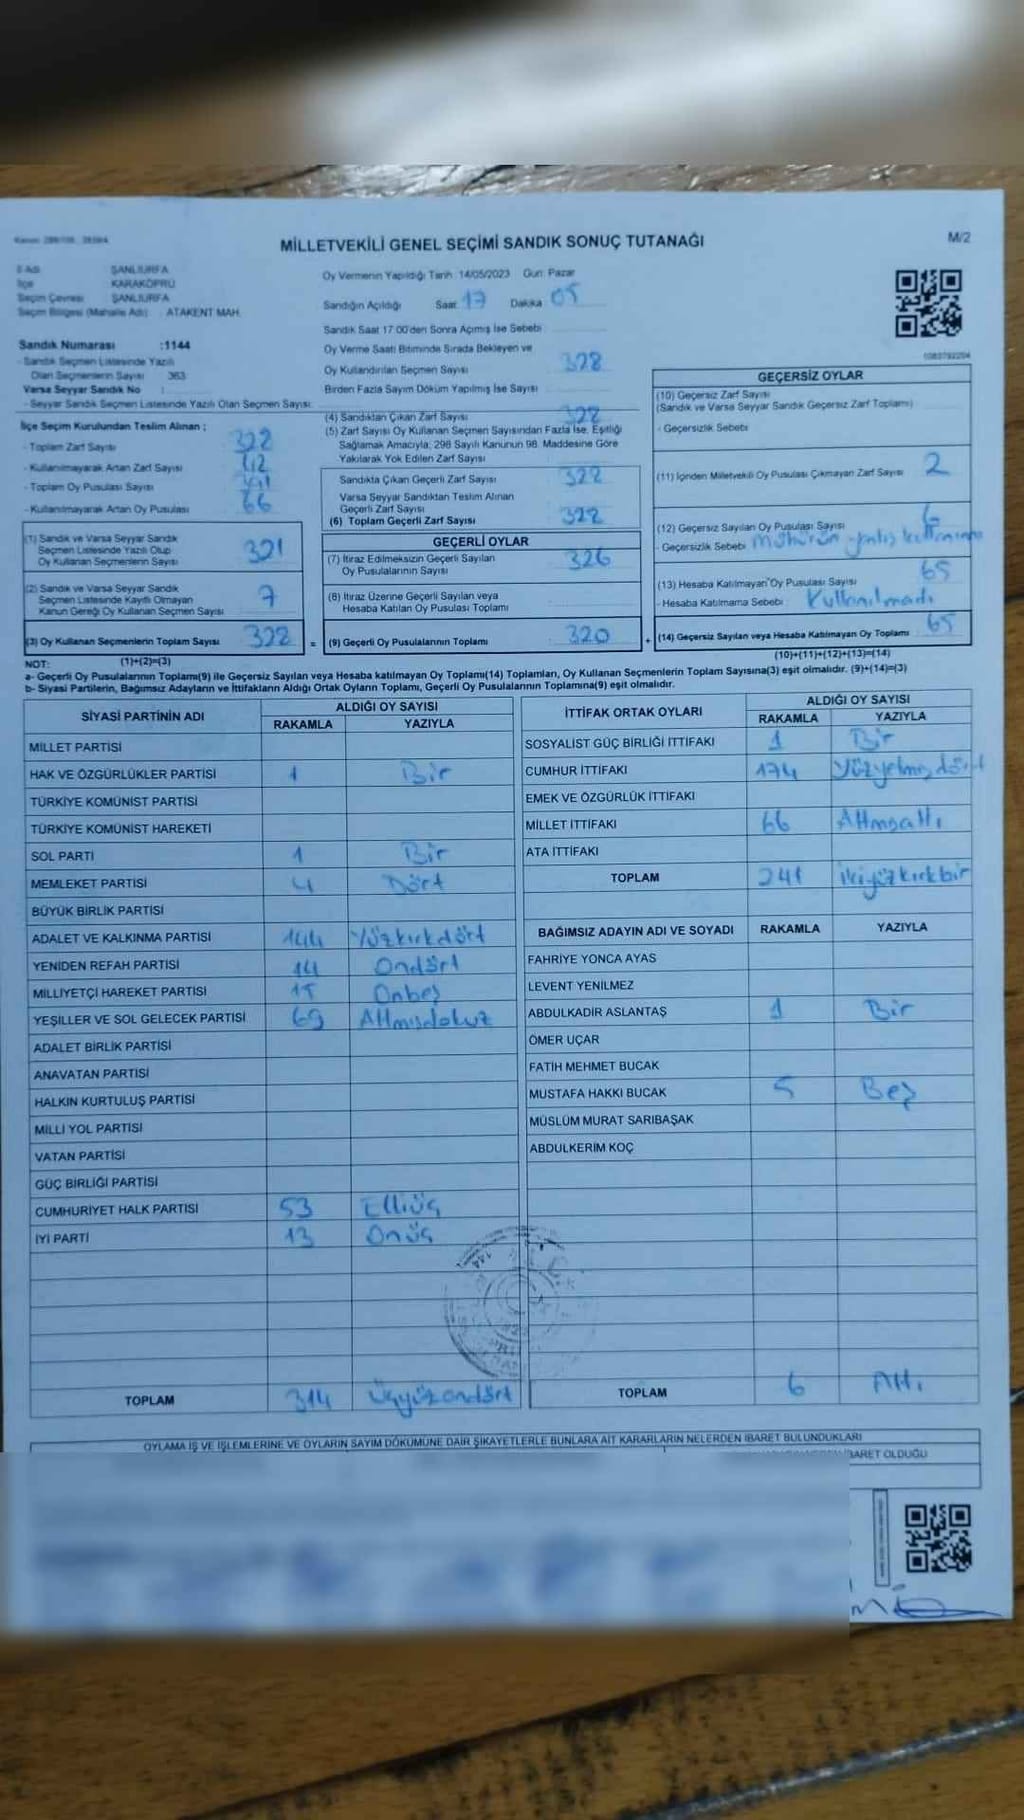 MİLLETVEKİLİ GENEL SEÇİMİ SANDIK SONUÇ TUTANAĞI
M/2
İl Adı ŞANLIURFA
İlçe KARAKÖPRÜ
Seçim Çevresi ŞANLIURFA
Seçim Bölgesi (Mahalle Adı) ATAKENT MAH.
Sandık Numarası :1144
- Sandık Seçmen Listesinde Yazılı
Olan Seçmenlerin Sayısı 363
Varsa Seyyar Sandık No :
- Seyyar Sandık Seçmen Listesinde Yazılı Olan Seçmen Sayısı:
Oy Vermenin Yapıldığı Tarih 14/05/2023 Gün: Pazar
Sandığın Açıldığı Saat 17 Dakika 05
Sandık Saat 17.00'den Sonra Açılmış İse Sebebi
Oy Verme Saati Bitiminde Sırada Bekleyen ve
Oy Kullandırılan Seçmen Sayısı 328
Birden Fazla Sayım Döküm Yapılmış İse Sayısı
İlçe Seçim Kurulundan Teslim Alınan ;
- Toplam Zarf Sayısı
- Kullanılmayarak Artan Zarf Sayısı
- Toplam Oy Pusulası Sayısı
- Kullanılmayarak Artan Oy Pusulası 66
(4) Sandıktan Çıkan Zarf Sayısı
(5) Zarf Sayısı Oy Kullanan Seçmen Sayısından Fazla İse, Eşitliği
Sağlamak Amacıyla, 298 Sayılı Kanunun 98. Maddesine Göre
Yakılarak Yok Edilen Zarf Sayısı
Sandıkta Çıkan Geçerli Zarf Sayısı 322
Varsa Seyyar Sandıktan Teslim Alınan
Geçerli Zarf Sayısı
(6) Toplam Geçerli Zarf Sayısı 322
GEÇERSİZ OYLAR
(10) Geçersiz Zarf Sayısı
(Sandık ve Varsa Seyyar Sandık Geçersiz Zarf Toplamı)
- Geçersizlik Sebebi
(11) İçinden Milletvekili Oy Pusulası Çıkmayan Zarf Sayısı 2
(12) Geçersiz Sayılan Oy Pusulası Sayısı 6
- Geçersizlik Sebebi Mühürün yanlış
(13) Hesaba Katılmayan Oy Pusulası Sayısı 65
- Hesaba Katılmama Sebebi Kullanılmadı
(14) Geçersiz Sayılan veya Hesaba Katılmayan Oy Toplamı 65
(10)+(11)+(12)+(13)=(14)
(1) Sandık ve Varsa Seyyar Sandık
Seçmen Listesinde Yazılı Olup
Oy Kullanan Seçmenlerin Sayısı 321
(2) Sandık ve Varsa Seyyar Sandık
Seçmen Listesinde Kayıtlı Olmayan
Kanun Gereği Oy Kullanan Seçmen Sayısı 7
(3) Oy Kullanan Seçmenlerin Toplam Sayısı
(1)+(2)=(3)
GEÇERLİ OYLAR
(7) İtiraz Edilmeksizin Geçerli Sayılan
Oy Pusulalarının Sayısı 326
(8) İtiraz Üzerine Geçerli Sayılan veya
Hesaba Katılan Oy Pusulası Toplamı
= (9) Geçerli Oy Pusulalarının Toplamı 320 +
NOT:
a- Geçerli Oy Pusulalarının Toplamı(9) ile Geçersiz Sayılan veya Hesaba katılmayan Oy Toplamı(14) Toplamları, Oy Kullanan Seçmenlerin Toplam Sayısına(3) eşit olmalıdır. (9)+(14)=(3)
b- Siyasi Partilerin, Bağımsız Adayların ve İttifakların Aldığı Ortak Oyların Toplamı, Geçerli Oy Pusulalarının Toplamına(9) eşit olmalıdır.
SİYASİ PARTİNİN ADI ALDIĞI OY SAYISI
RAKAMLA YAZIYLA
MİLLET PARTİSİ
HAK VE ÖZGÜRLÜKLER PARTİSİ 1 Bir
TÜRKİYE KOMÜNİST PARTİSİ
TÜRKİYE KOMÜNİST HAREKETİ
SOL PARTİ 1 Bir
MEMLEKET PARTİSİ 4 Dört
BÜYÜK BİRLİK PARTİSİ
ADALET VE KALKINMA PARTİSİ 144 Yüzkırkdört
YENİDEN REFAH PARTİSİ 14 Ondört
MİLLİYETÇİ HAREKET PARTİSİ 15 Onbeş
YEŞİLLER VE SOL GELECEK PARTİSİ 69 Altmışdokuz
ADALET BİRLİK PARTİSİ
ANAVATAN PARTİSİ
HALKIN KURTULUŞ PARTİSİ
MİLLİ YOL PARTİSİ
VATAN PARTİSİ
GÜÇ BİRLİĞİ PARTİSİ
CUMHURİYET HALK PARTİSİ 53 Elliüç
İYİ PARTİ 13 Onüç
TOPLAM 314 Üçyüzondört
İTTİFAK ORTAK OYLARI ALDIĞI OY SAYISI
RAKAMLA YAZIYLA
SOSYALİST GÜÇ BİRLİĞİ İTTİFAKI 1 Bir
CUMHUR İTTİFAKI 174
EMEK VE ÖZGÜRLÜK İTTİFAKI
MİLLET İTTİFAKI 66 Altmışaltı
ATA İTTİFAKI
TOPLAM 241 İkiyüzkırkbir
BAĞIMSIZ ADAYIN ADI VE SOYADI RAKAMLA YAZIYLA
FAHRİYE YONCA AYAS
LEVENT YENİLMEZ
ABDULKADİR ASLANTAŞ 1 Bir
ÖMER UÇAR
FATİH MEHMET BUCAK
MUSTAFA HAKKI BUCAK 5 Beş
MÜSLÜM MURAT SARIBAŞAK
ABDULKERİM KOÇ
TOPLAM 6 Altı
OYLAMA İŞ VE İŞLEMLERİNE VE OYLARIN SAYIM DÖKÜMÜNE DAİR ŞİKAYETLERLE BUNLARA AİT KARARLARIN NELERDEN İBARET BULUNDUKLARI
İBARET OLDUĞU